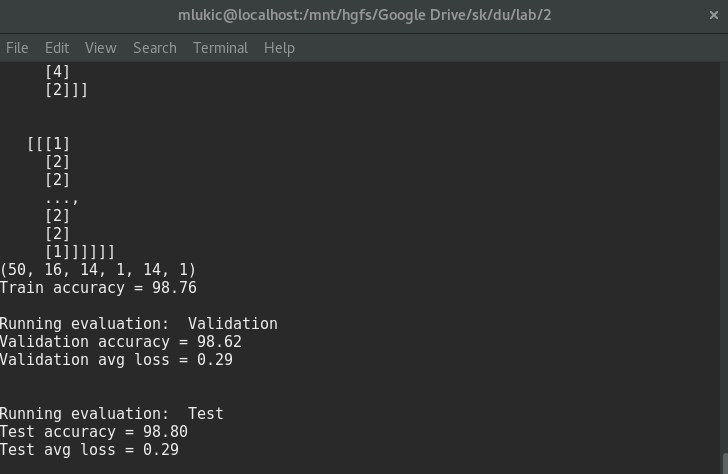 mlukic@localhost:/mnt/hgfs/Google Drive/sk/du/lab/2
×
File Edit View Search Terminal Help
[4]
[2]]]
[[[1]
[2]
[2]
...,
[2]
[2]
[1]]]]]]
(50, 16, 14, 1, 14, 1)
Train accuracy = 98.76
Running evaluation:  Validation
Validation accuracy = 98.62
Validation avg loss = 0.29
Running evaluation:  Test
Test accuracy = 98.80
Test avg loss = 0.29